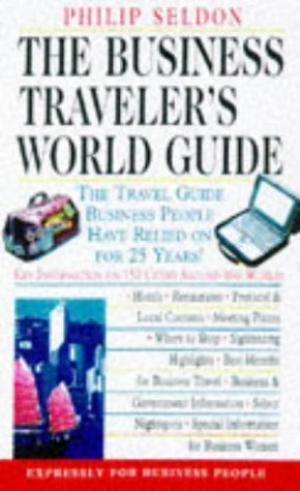 PHILIP SELDON
THE BUSINESS
TRAVELER'S
WORLD GUIDE
THE TRAVEL GUIDE
BUSINESS PEOPLE
HAVE RELIED ON
FOR 25 YEARS!
KEY INFORMATION ON 150 CITIES AROUND THE WORLD
• Hotels • Restaurants • Protocol &
Local Customs • Meeting Places
• Where to Shop • Sightseeing
Highlights • Best Months
for Business Travel • Business &
Government Information • Select
Nightspots • Special Information
for Business Women
EXPRESSLY FOR BUSINESS PEOPLE